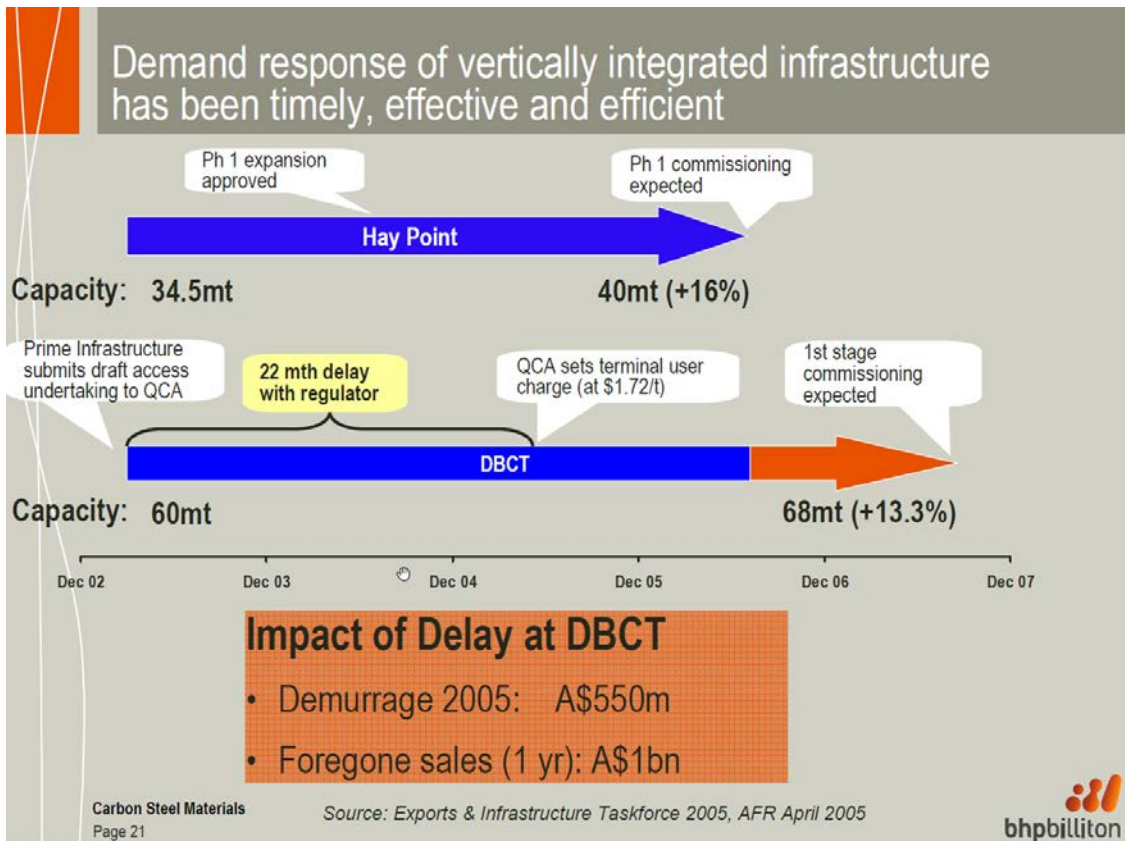 Demand response of vertically integrated infrastructure
has been timely, effective and efficient
Ph 1 expansion
approved
Ph 1 commissioning
expected
Hay Point
Capacity: 34.5mt
40mt (+16%)
Prime Infrastructure
submits draft access
undertaking to QCA
22 mth delay
with regulator
QCA sets terminal user
charge (at $1.72/t)
1st stage
commissioning
expected
DBCT
Capacity: 60mt
68mt (+13.3%)
Dec 02
Dec 03
Dec 04
Dec 05
Dec 06
Dec 07
Impact of Delay at DBCT
• Demurrage 2005: A$550m
• Foregone sales (1 yr): A$1bn
Carbon Steel Materials
Page 21
Source: Exports & Infrastructure Taskforce 2005, AFR April 2005
bhpbilliton